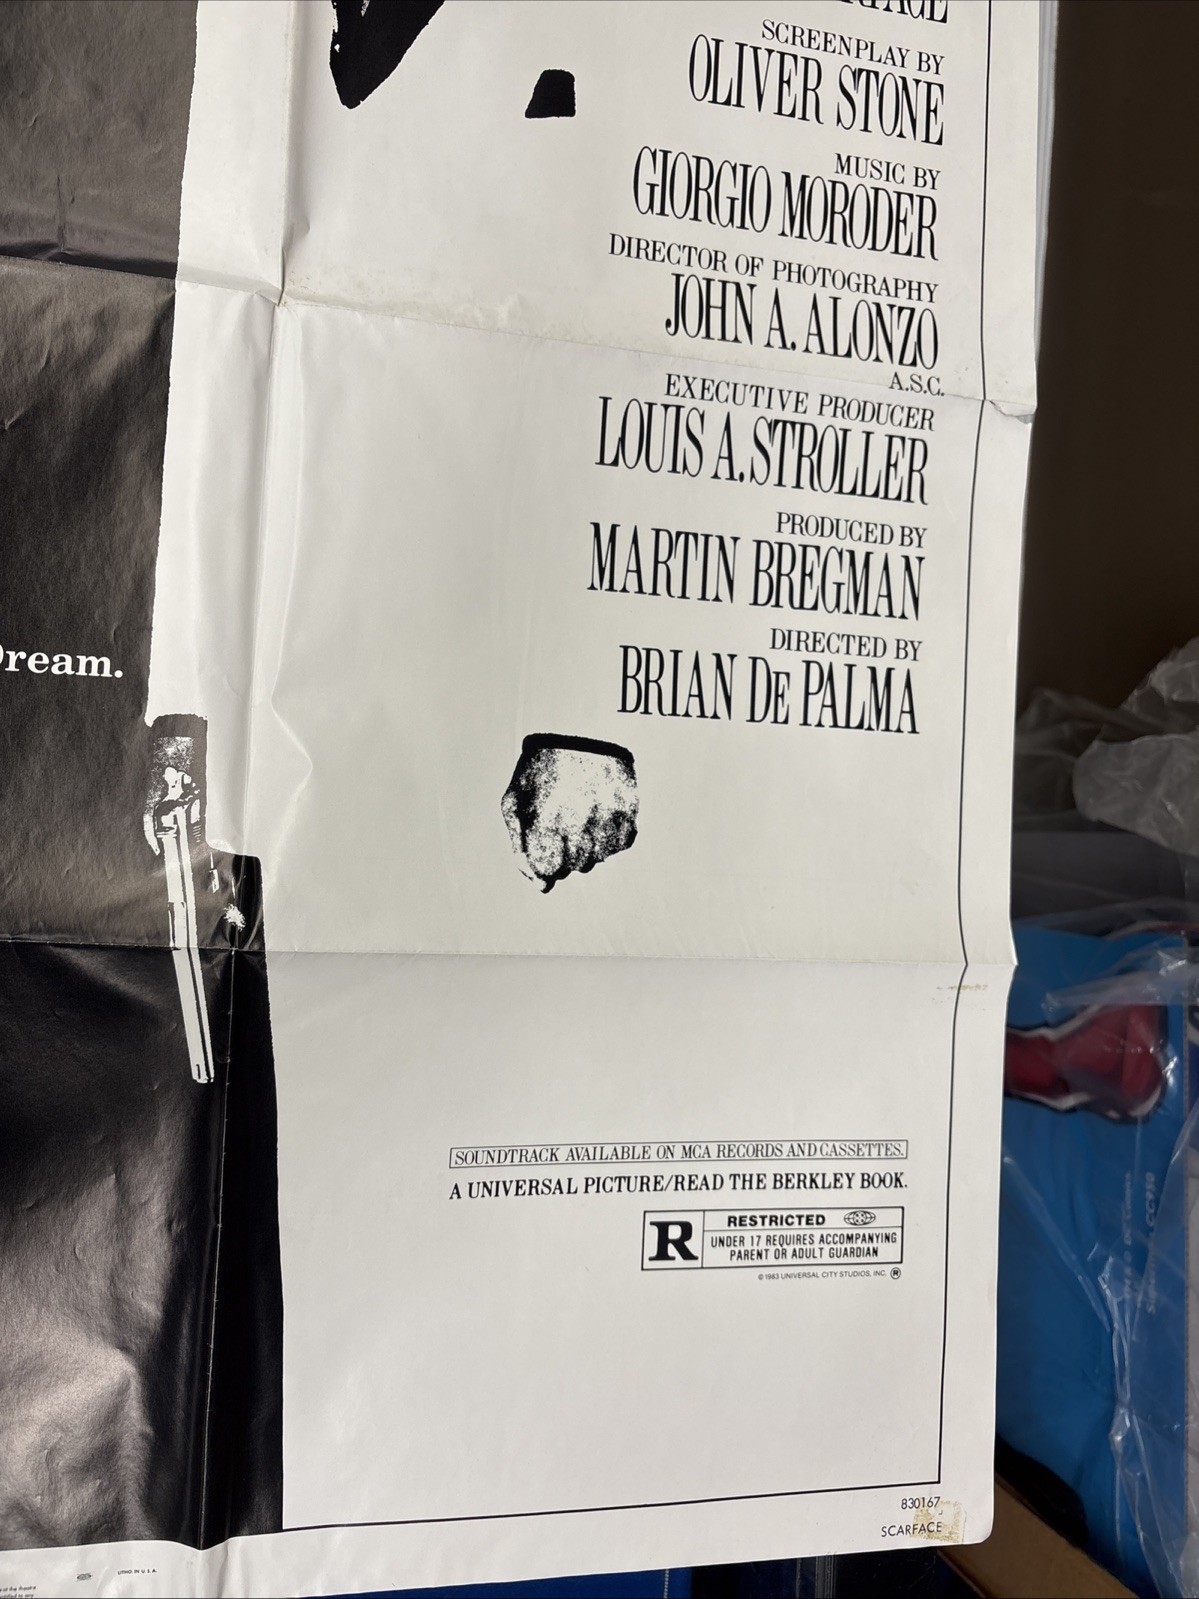 SCREENPLAY BY
OLIVER STONE
MUSIC BY
GIORGIO MORODER
DIRECTOR OF PHOTOGRAPHY
JOHN A. ALONZO
A.S.C.
EXECUTIVE PRODUCER
LOUIS A. STROLLER
PRODUCED BY
MARTIN BREGMAN
DIRECTED BY
BRIAN DE PALMA
Dream.
SOUNDTRACK AVAILABLE ON MCA RECORDS AND CASSETTES.
A UNIVERSAL PICTURE/READ THE BERKLEY BOOK.
R RESTRICTED
UNDER 17 REQUIRES ACCOMPANYING
PARENT OR ADULT GUARDIAN
© 1983 UNIVERSAL CITY STUDIOS, INC. ®
830167
SCARFACE
LITHO. IN U.S.A.